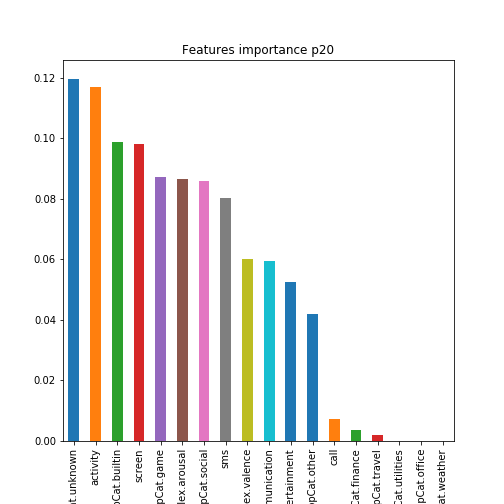 Features importance p20
0.12
0.10
0.08
0.06
0.04
0.02
0.00
at.unknown
activity
pCat.builtin
screen
pCat.game
lex.arousal
pCat.social
sms
ex.valence
munication
ertainment
pCat.other
call
Cat.finance
pCat.travel
Cat.utilities
pCat.office
at.weather